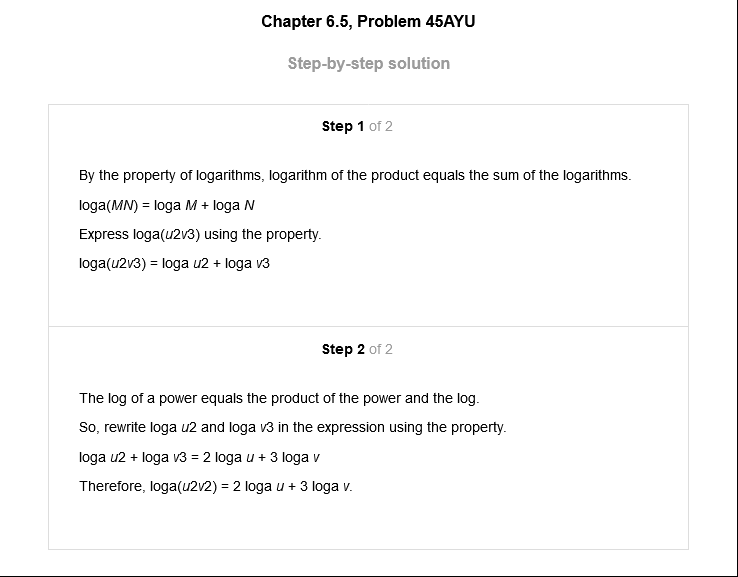 Chapter 6.5, Problem 45AYU
Step-by-step solution
Step 1 of 2
By the property of logarithms, logarithm of the product equals the sum of the logarithms.
loga(MN) = loga M + loga N
Express loga(u2v3) using the property.
loga(u2v3) = loga u2 + loga v3
Step 2 of 2
The log of a power equals the product of the power and the log.
So, rewrite loga u2 and loga v3 in the expression using the property.
loga u2 + loga v3 = 2 loga u + 3 loga v
Therefore, loga(u2v2) = 2 loga u + 3 loga v.